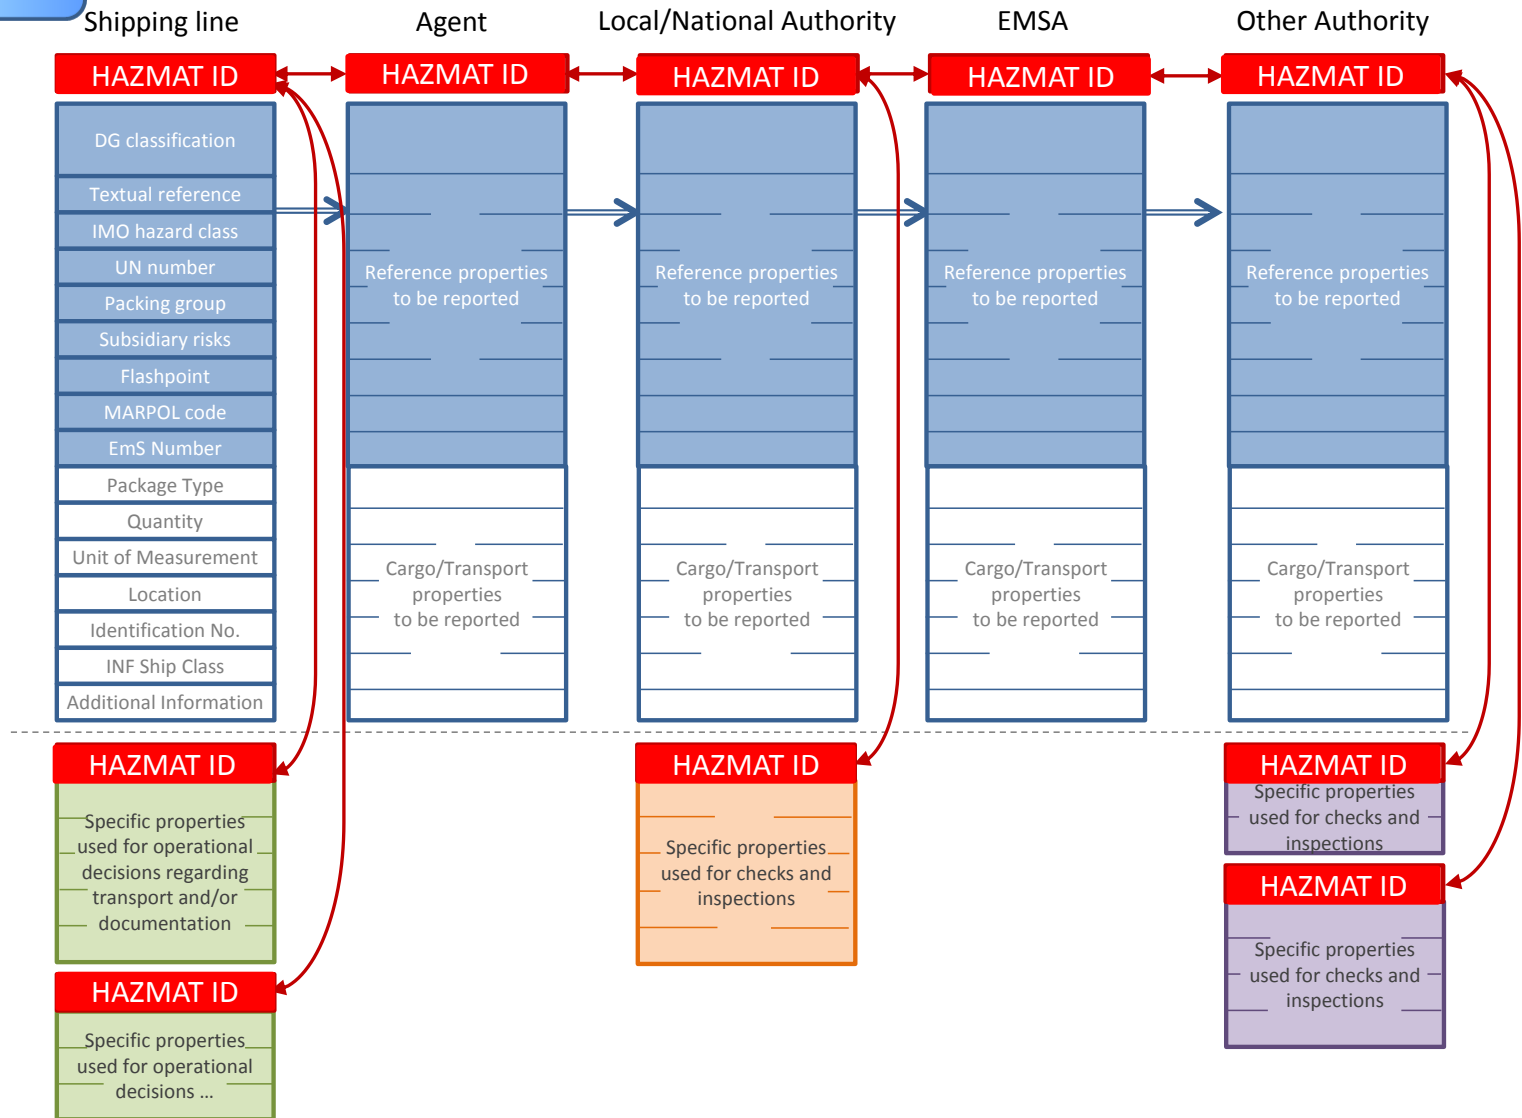 Shipping line
Agent
Local/National Authority
EMSA
Other Authority
HAZMAT ID
HAZMAT ID
HAZMAT ID
HAZMAT ID
HAZMAT ID
DG classification
Textual reference
IMO hazard class
UN number
Packing group
Subsidiary risks
Flashpoint
MARPOL code
EmS Number
Package Type
Quantity
Unit of Measurement
Location
Identification No.
INF Ship Class
Additional Information
Reference properties
to be reported
Cargo/Transport
properties
to be reported
Reference properties
to be reported
Cargo/Transport
properties
to be reported
Reference properties
to be reported
Cargo/Transport
properties
to be reported
Reference properties
to be reported
Cargo/Transport
properties
to be reported
HAZMAT ID
Specific properties
used for operational
decisions regarding
transport and/or
documentation
HAZMAT ID
Specific properties
used for operational
decisions ...
HAZMAT ID
Specific properties
used for checks and
inspections
HAZMAT ID
Specific properties
used for checks and
inspections
HAZMAT ID
Specific properties
used for checks and
inspections